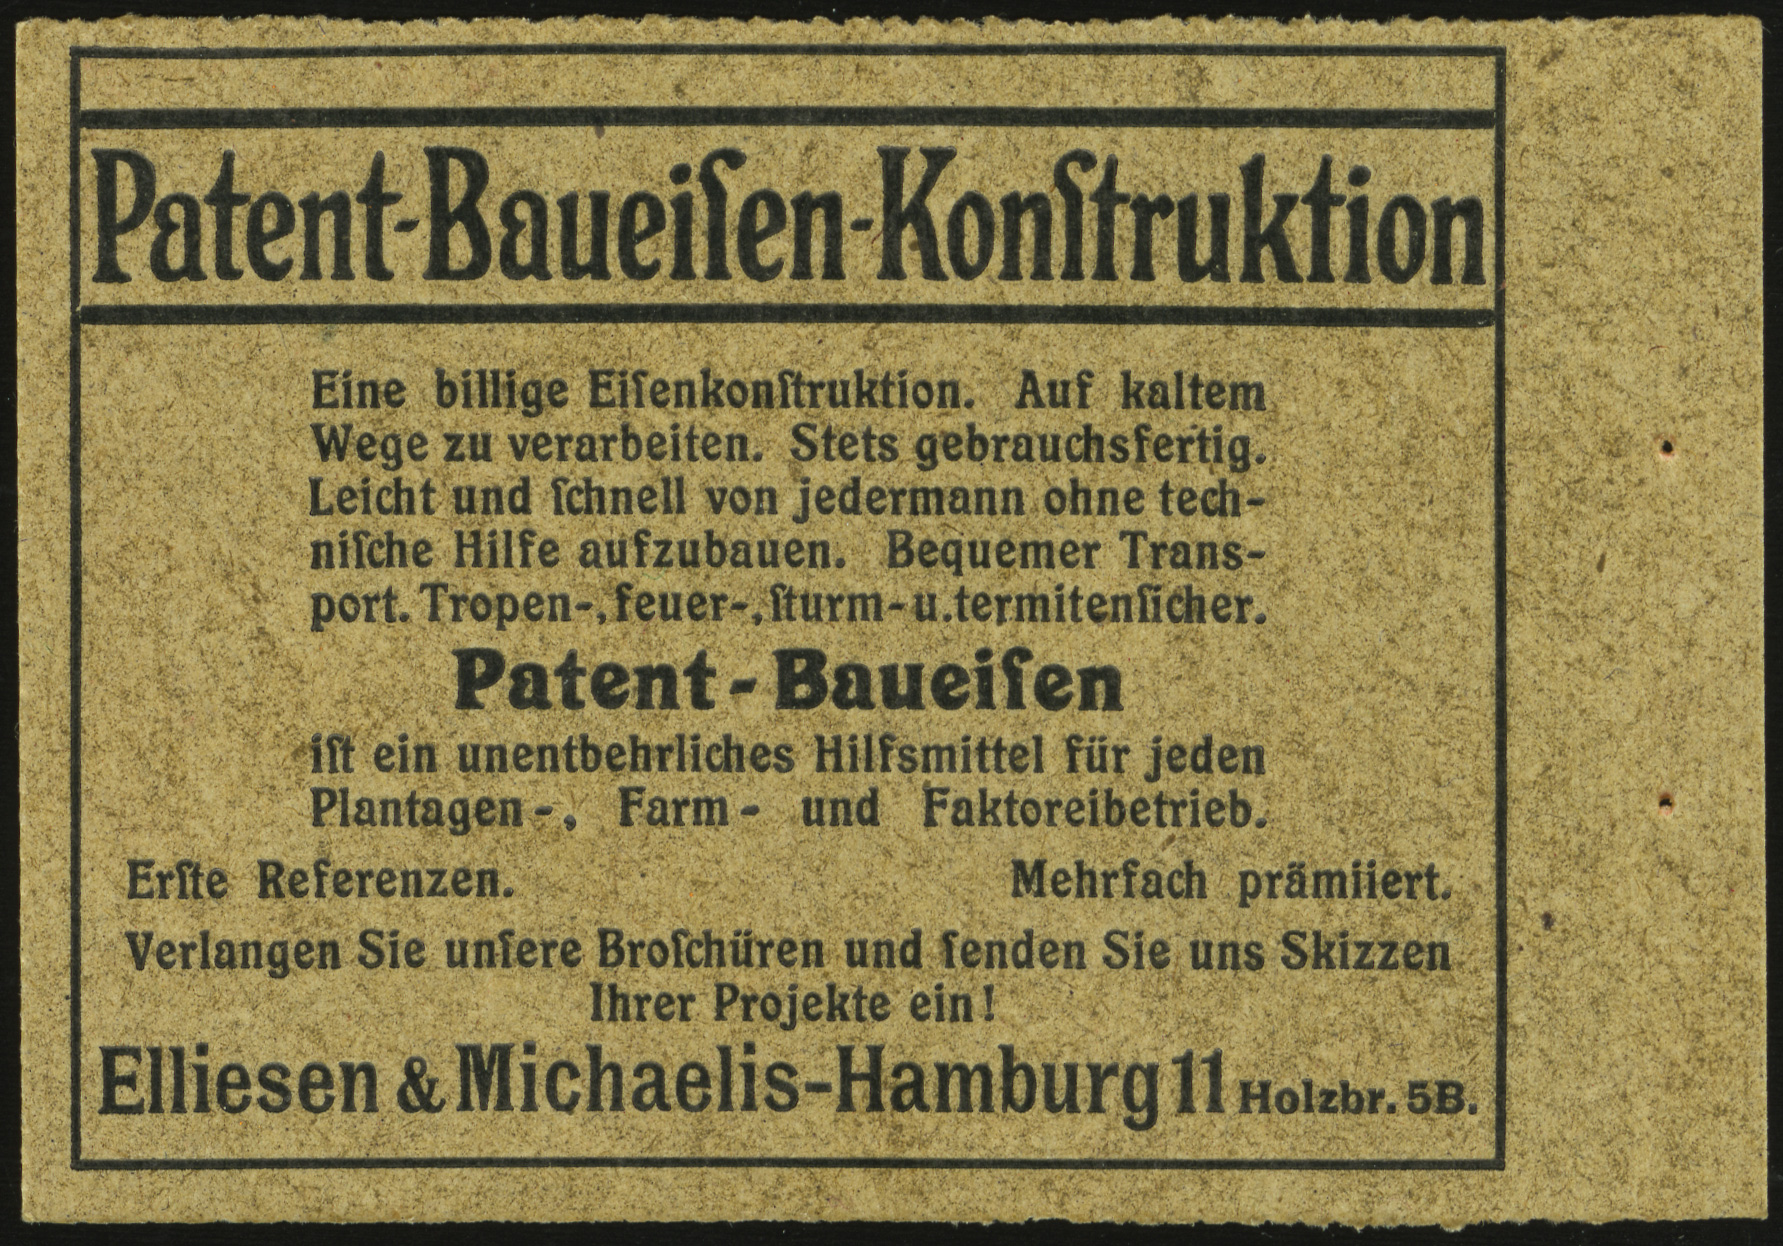 Patent-Baueiſen-Konſtruktion
Eine billige Eiſenkonſtruktion. Auf kaltem
Wege zu verarbeiten. Stets gebrauchsfertig.
Leicht und ſchnell von jedermann ohne tech-
niſche Hilfe aufzubauen. Bequemer Trans-
port. Tropen-, feuer-, ſturm- u. termitenſicher.
Patent-Baueiſen
iſt ein unentbehrliches Hilfsmittel für jeden
Plantagen-, Farm- und Faktoreibetrieb.
Erſte Referenzen. Mehrfach prämiiert.
Verlangen Sie unſere Broſchüren und ſenden Sie uns Skizzen
Ihrer Projekte ein!
Elliesen & Michaelis-Hamburg 11 Holzbr. 5B.